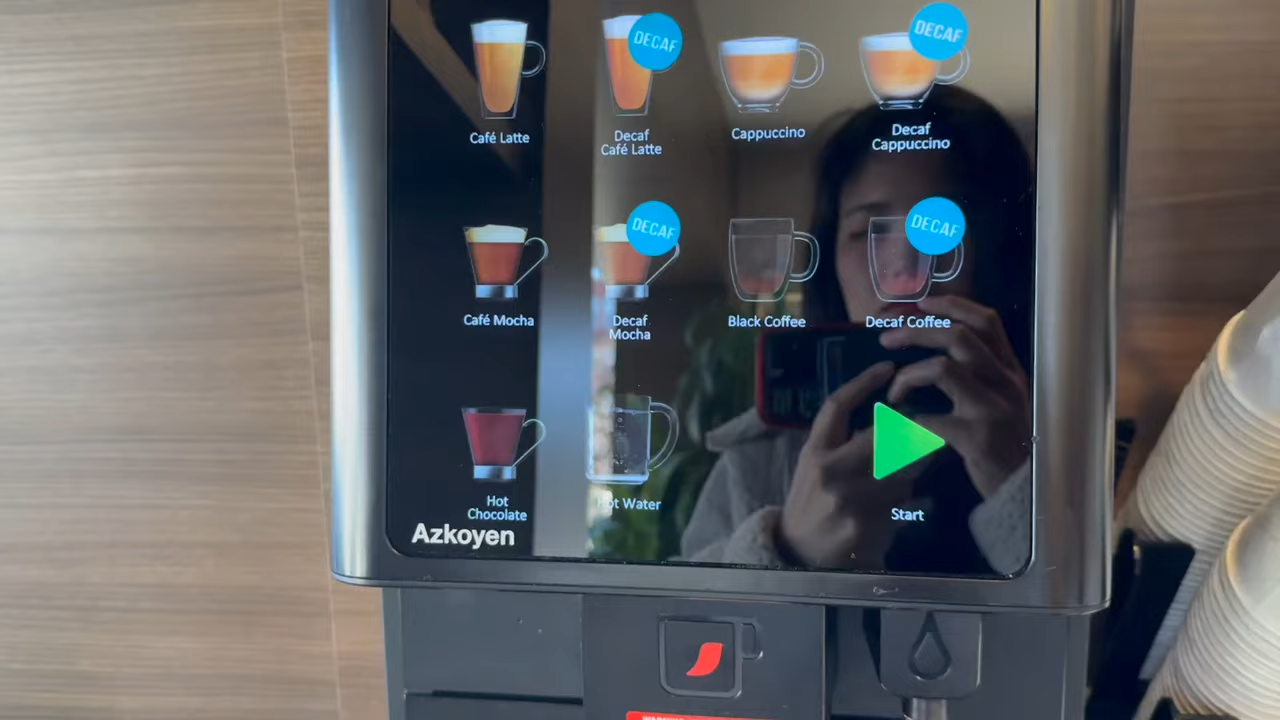 DECAF
DECAF
Café Latte
Decaf
Café Latte
Cappuccino
Decaf
Cappuccino
DECAF
DECAF
Café Mocha
Decaf
Mocha
Black Coffee
Decaf Coffee
Hot
Chocolate
Hot Water
Start
Azkoyen